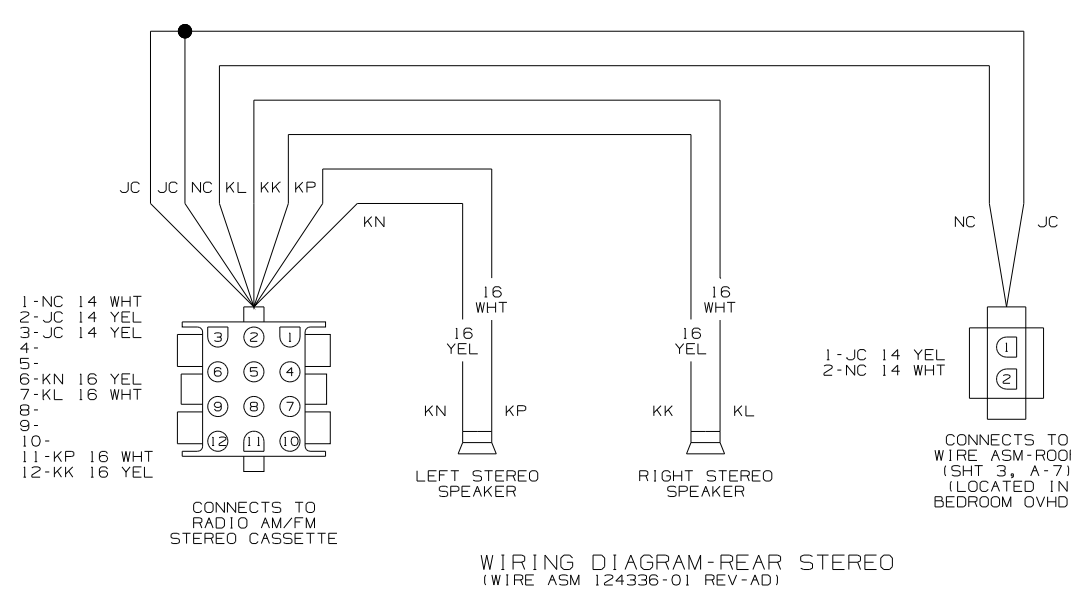 JC JC NC KL KK KP
KN
NC JC
16
WHT
16
WHT
16
YEL
16
YEL
1-NC 14 WHT
2-JC 14 YEL
3-JC 14 YEL
4-
5-
6-KN 16 YEL
7-KL 16 WHT
8-
9-
10-
11-KP 16 WHT
12-KK 16 YEL
3 2 1
6 5 4
9 8 7
12 11 10
1-JC 14 YEL
2-NC 14 WHT
1
2
KN KP
KK KL
LEFT STEREO
SPEAKER
RIGHT STEREO
SPEAKER
CONNECTS TO
WIRE ASM-ROO
(SHT 3, A-7)
(LOCATED IN
BEDROOM OVHD
CONNECTS TO
RADIO AM/FM
STEREO CASSETTE
WIRING DIAGRAM-REAR STEREO
(WIRE ASM 124336-01 REV-AD)